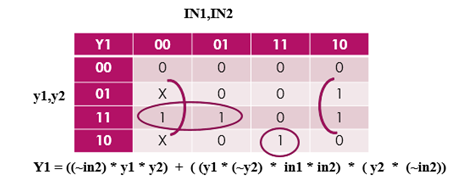 IN1,IN2
Y1 00 01 11 10
00 0 0 0 0
y1,y2 01 X 0 0 1
11 1 1 0 1
10 X 0 1 0
Y1 = ((~in2) * y1 * y2) + ( (y1 * (~y2) * in1 * in2) * ( y2 * (~in2))